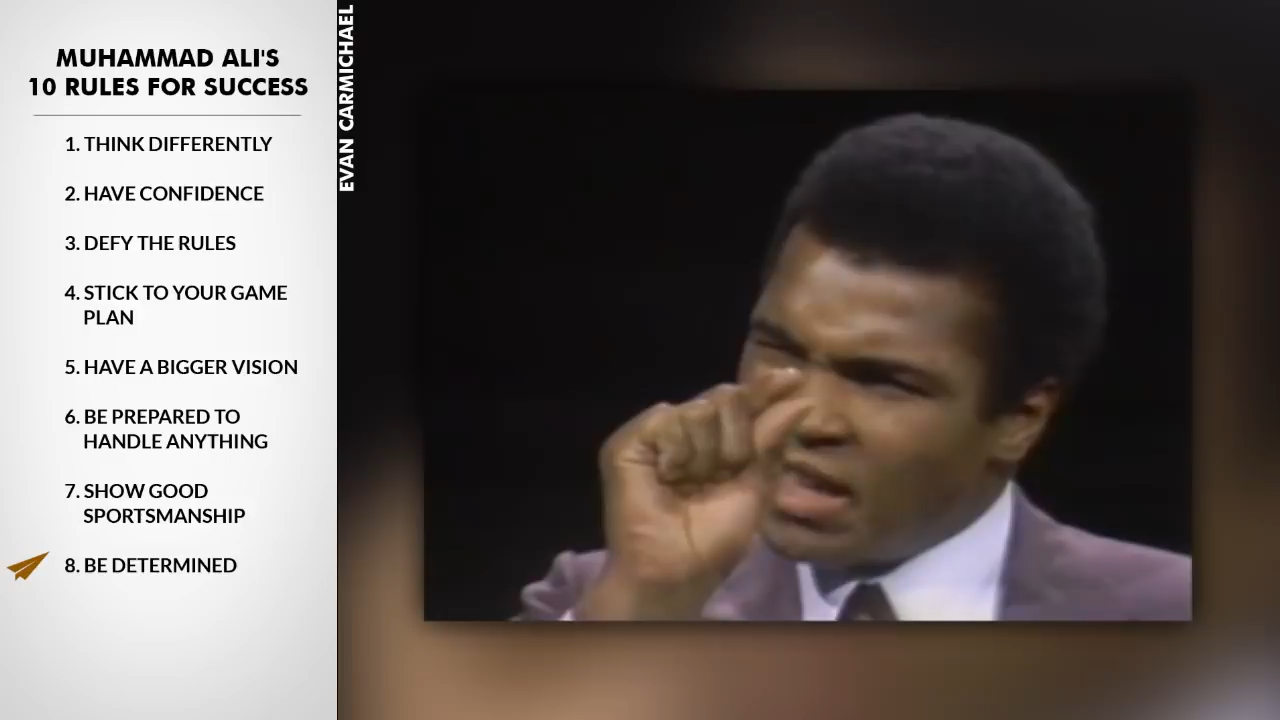 MUHAMMAD ALI'S
10 RULES FOR SUCCESS
1. THINK DIFFERENTLY
2. HAVE CONFIDENCE
3. DEFY THE RULES
4. STICK TO YOUR GAME
PLAN
5. HAVE A BIGGER VISION
6. BE PREPARED TO
HANDLE ANYTHING
7. SHOW GOOD
SPORTSMANSHIP
8. BE DETERMINED
EVAN CARMICHAEL